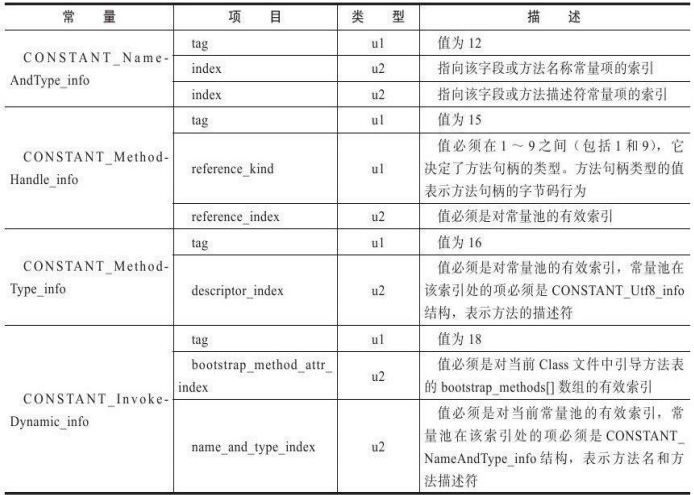 常 量 项 目 类 型 描 述
CONSTANT_Name-
AndType_info
tag u1 值为 12
index u2 指向该字段或方法名称常量项的索引
index u2 指向该字段或方法描述符常量项的索引
CONSTANT_Method-
Handle_info
tag u1 值为 15
reference_kind u1 值必须在 1 ~ 9 之间（包括 1 和 9），它
决定了方法句柄的类型。方法句柄类型的值
表示方法句柄的字节码行为
reference_index u2 值必须是对常量池的有效索引
CONSTANT_Method-
Type_info
tag u1 值为 16
descriptor_index u2 值必须是对常量池的有效索引，常量池在
该索引处的项必须是 CONSTANT_Utf8_info
结构，表示方法的描述符
CONSTANT_Invoke-
Dynamic_info
tag u1 值为 18
bootstrap_method_attr_
index u2 值必须是对当前 Class 文件中引导方法表
的 bootstrap_methods[] 数组的有效索引
name_and_type_index u2 值必须是对当前常量池的有效索引，常
量池在该索引处的项必须是 CONSTANT_
NameAndType_info 结构，表示方法名和方
法描述符